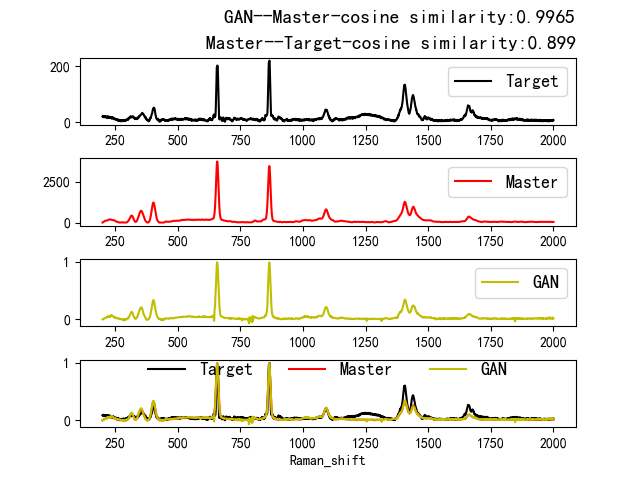 GAN--Master-cosine similarity:0.9965
Master--Target-cosine similarity:0.899
200
0
Target
250 500 750 1000 1250 1500 1750 2000
2500
0
Master
250 500 750 1000 1250 1500 1750 2000
1
0
GAN
250 500 750 1000 1250 1500 1750 2000
1
0
Target Master GAN
250 500 750 1000 1250 1500 1750 2000
Raman_shift